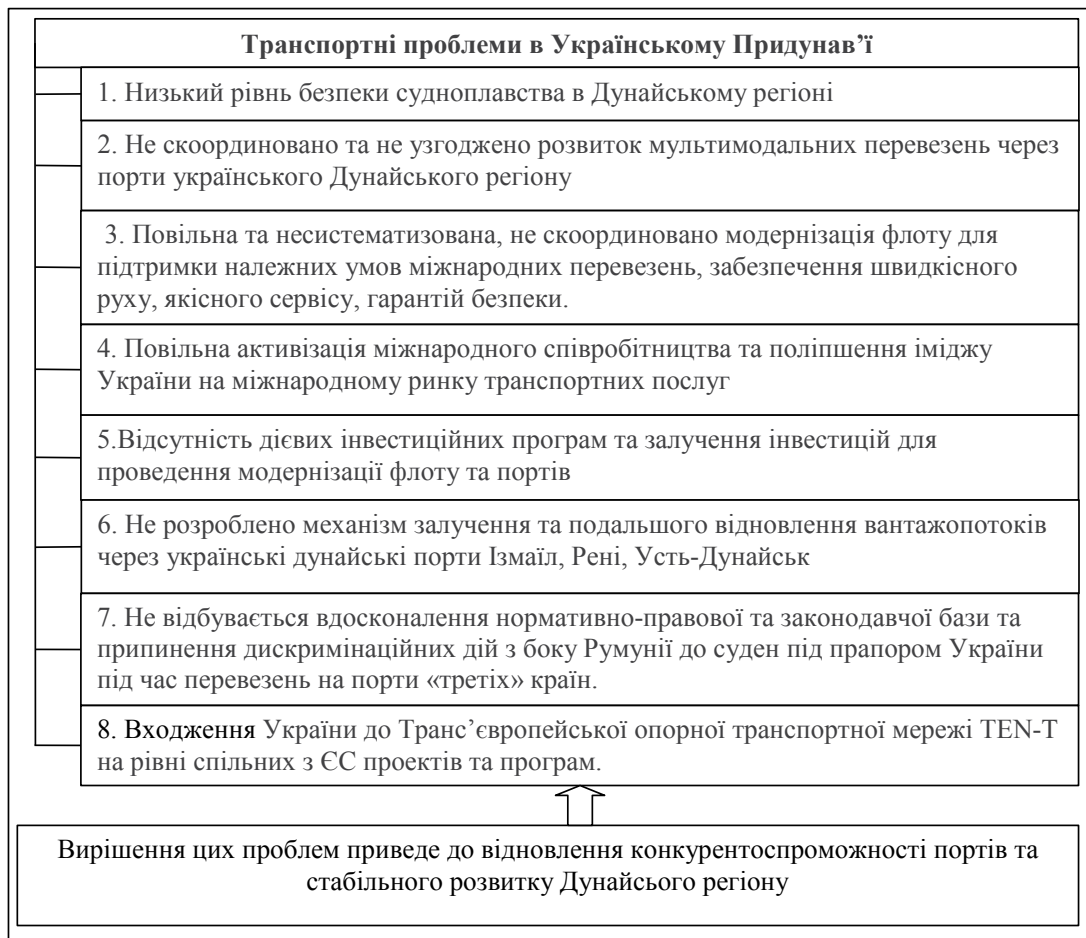 Транспортні проблеми в Українському Придунав’ї
1. Низький рівнь безпеки судноплавства в Дунайському регіоні
2. Не скоординовано та не узгоджено розвиток мультимодальних перевезень через
порти українського Дунайського регіону
3. Повільна та несистематизована, не скоординовано модернізація флоту для
підтримки належних умов міжнародних перевезень, забезпечення швидкісного
руху, якісного сервісу, гарантій безпеки.
4. Повільна активізація міжнародного співробітництва та поліпшення іміджу
України на міжнародному ринку транспортних послуг
5.Відсутність дієвих інвестиційних програм та залучення інвестицій для
проведення модернізації флоту та портів
6. Не розроблено механізм залучення та подальшого відновлення вантажопотоків
через українські дунайські порти Ізмаїл, Рені, Усть-Дунайськ
7. Не відбувається вдосконалення нормативно-правової та законодавчої бази та
припинення дискримінаційних дій з боку Румунії до суден під прапором України
під час перевезень на порти «третіх» країн.
8. Входження України до Транс’європейської опорної транспортної мережі TEN-T
на рівні спільних з ЄС проектів та програм.
Вирішення цих проблем приведе до відновлення конкурентоспроможності портів та
стабільного розвитку Дунайсього регіону